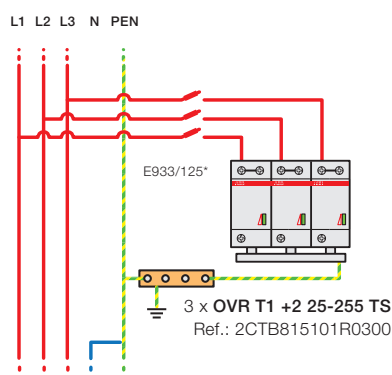 L1 L2 L3 N PEN
E933/125*
3 x OVR T1 +2 25-255 TS
Ref.: 2CTB815101R0300